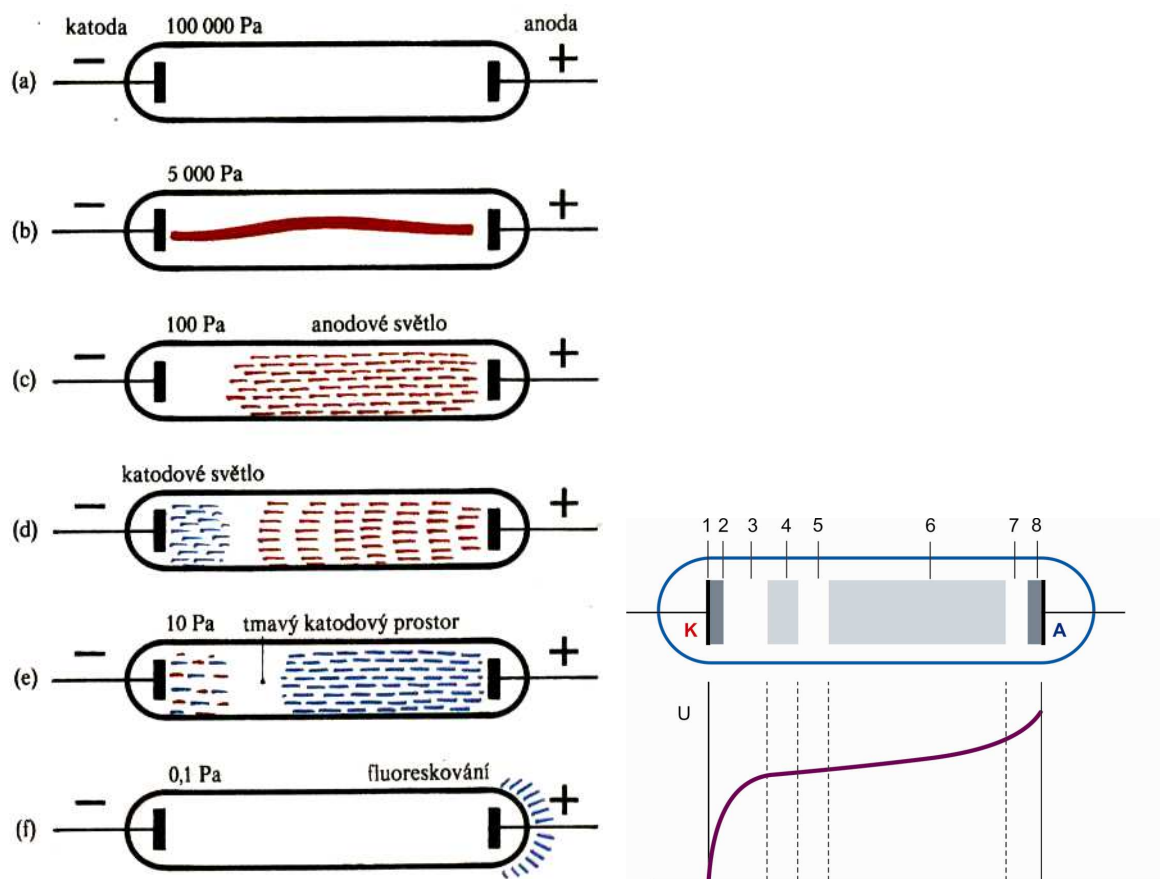 katoda 100 000 Pa anoda
− +
(a)
5 000 Pa
− +
(b)
100 Pa anodové světlo
− +
(c)
katodové světlo
− +
(d)
10 Pa tmavý katodový prostor
− +
(e)
0,1 Pa fluoreskování
− +
(f)
1 2 3 4 5 6 7 8
K A
U